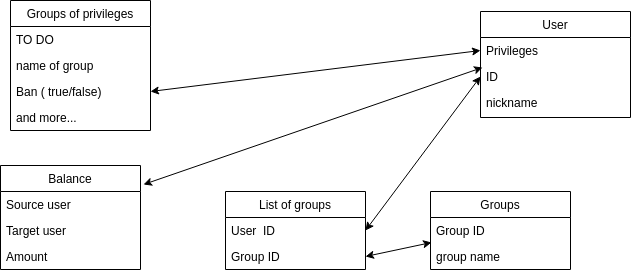 Groups of privileges
TO DO
name of group
Ban ( true/false)
and more...
User
Privileges
ID
nickname
Balance
Source user
Target user
Amount
List of groups
User ID
Group ID
Groups
Group ID
group name